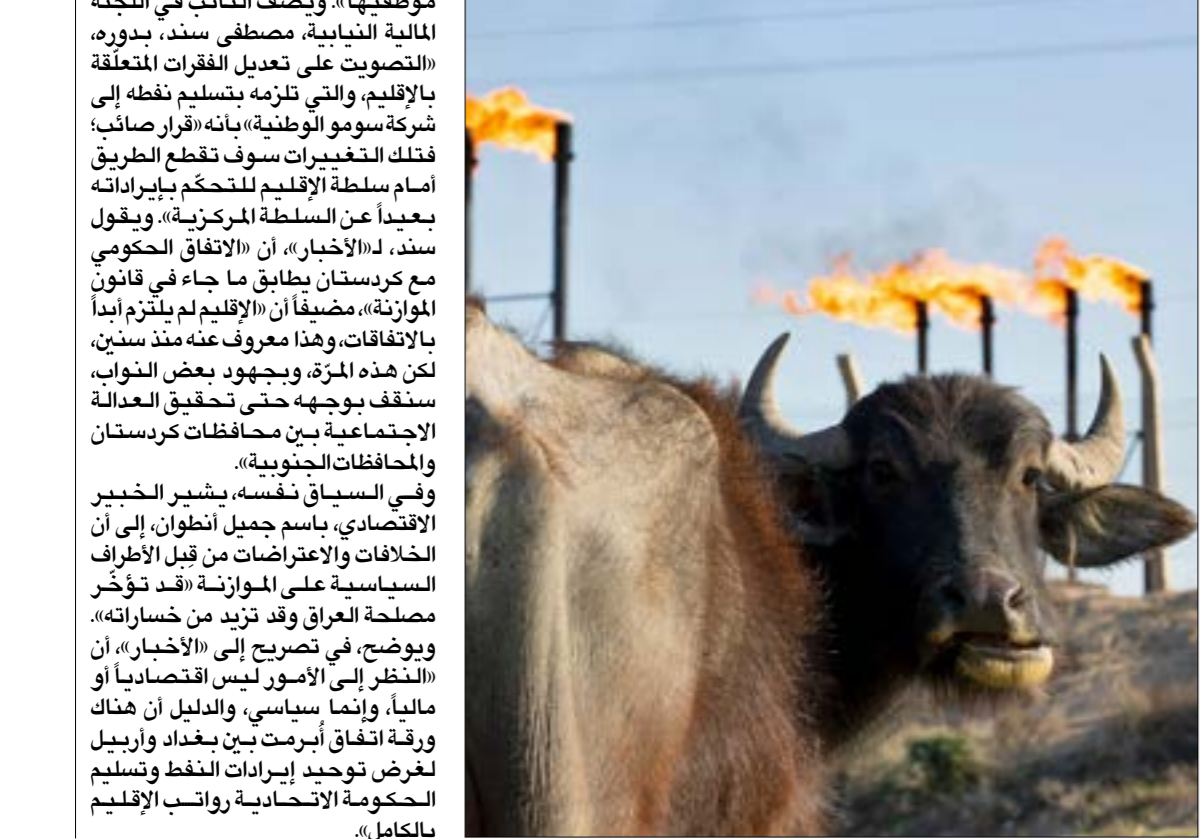 موظفيها». ويصف النائب في اللجنة
المالية النيابية، مصطفى سند، بدوره،
«التصويت على تعديل الفقرات المتعلّقة
بالإقليم، والتي تلزمه بتسليم نفطه إلى
شركة سومو الوطنية» بأنه «قرار صائب؛
فتلك التغييرات سوف تقطع الطريق
أمام سلطة الإقليم للتحكّم بإيراداته
بعيداً عن السلطة المركزية». ويقول
سند، لـ«الأخبار»، أن «الاتفاق الحكومي
مع كردستان يطابق ما جاء في قانون
الموازنة»، مضيفاً أن «الإقليم لم يلتزم أبداً
بالاتفاقات، وهذا معروف عنه منذ سنين،
لكن هذه المرّة، وبجهود بعض النواب،
سنقف بوجهه حتى تحقيق العدالة
الاجتماعية بين محافظات كردستان
والمحافظات الجنوبية».
وفي السياق نفسه، يشير الخبير
الاقتصادي، باسم جميل أنطوان، إلى أن
الخلافات والاعتراضات من قِبل الأطراف
السياسية على الموازنة «قد تؤخّر
مصلحة العراق وقد تزيد من خساراته».
ويوضح، في تصريح إلى «الأخبار»، أن
«النظر إلى الأمور ليس اقتصادياً أو
مالياً، وإنما سياسي، والدليل أن هناك
ورقة اتفاق أُبرمت بين بغداد وأربيل
لغرض توحيد إيرادات النفط وتسليم
الحكومة الاتحادية رواتب الإقليم
بالكامل».